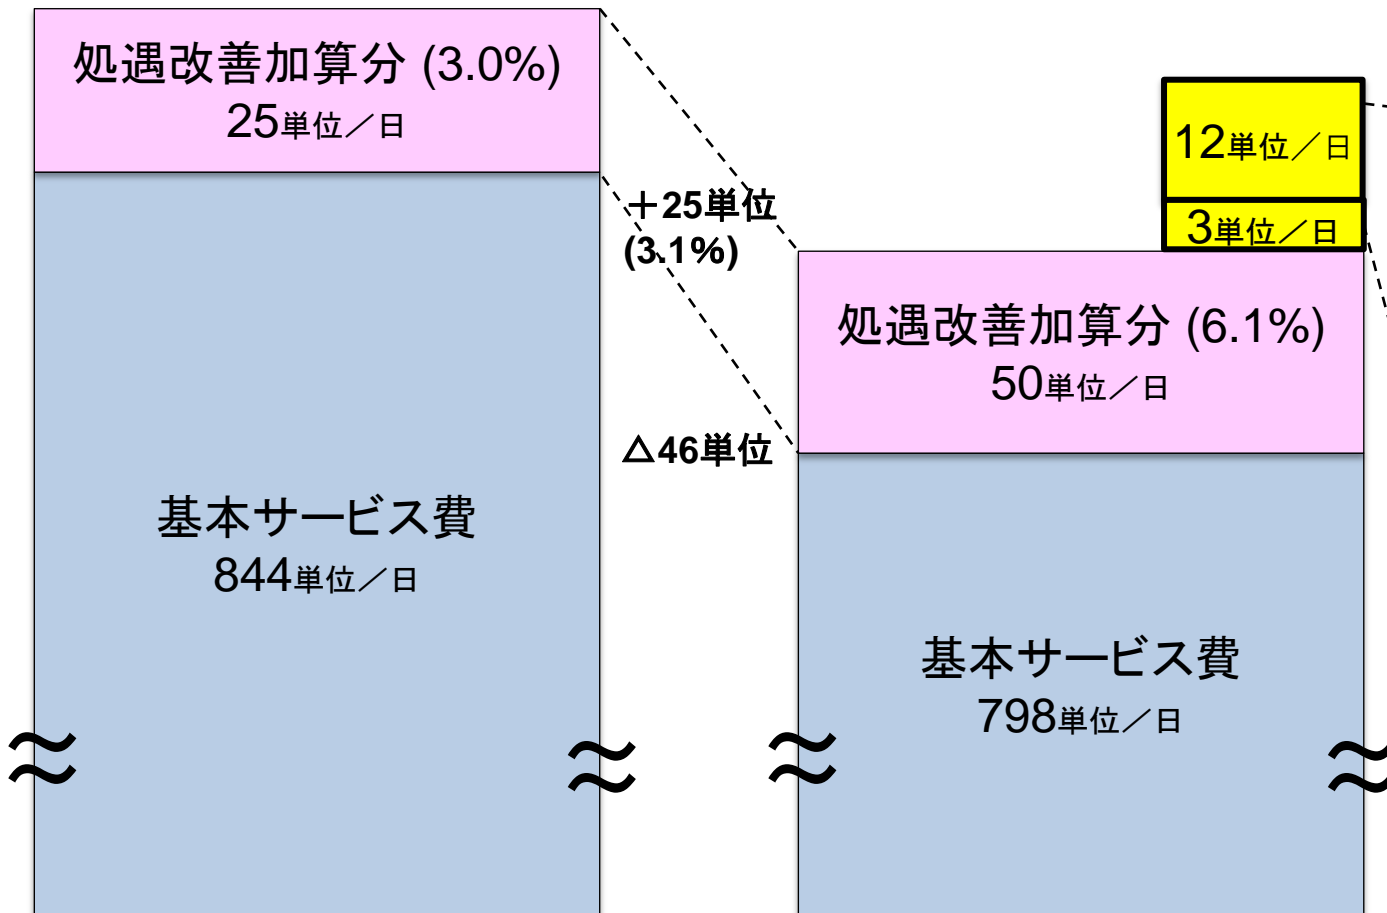 処遇改善加算分 (3.0%)
25単位／日
基本サービス費
844単位／日
＋25単位
(3.1%)
△46単位
12単位／日
3単位／日
処遇改善加算分 (6.1%)
50単位／日
基本サービス費
798単位／日